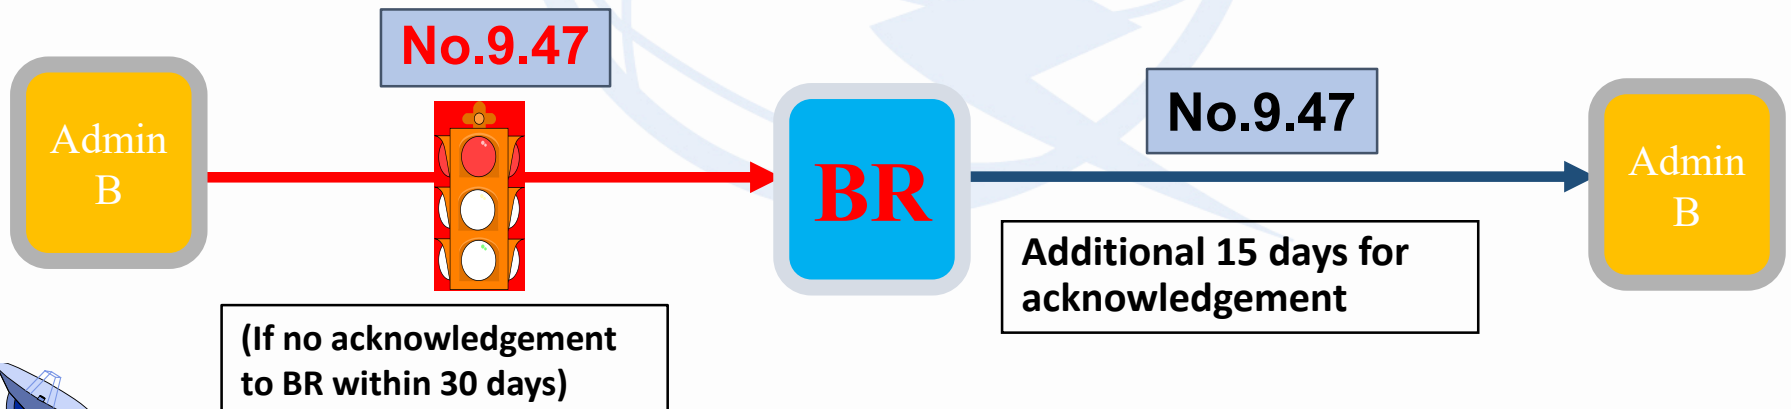 No.9.47
Admin
B
(If no acknowledgement
to BR within 30 days)
BR
No.9.47
Additional 15 days for
acknowledgement
Admin
B